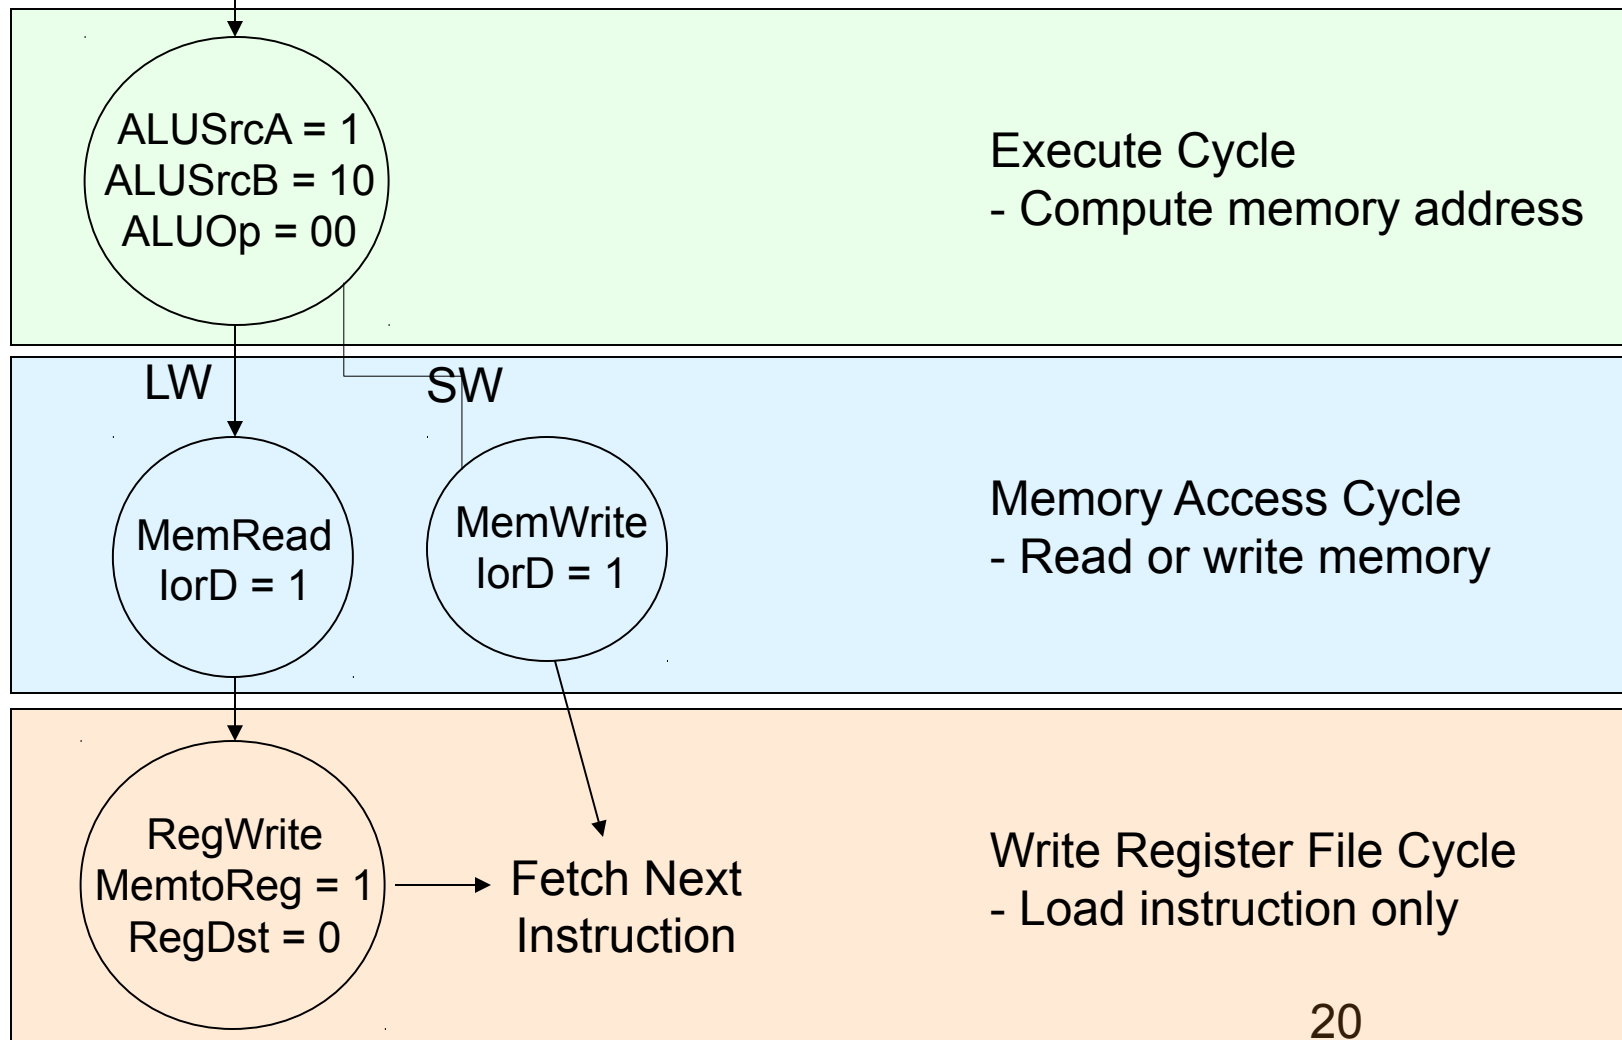 ALUSrcA = 1
ALUSrcB = 10
ALUOp = 00
Execute Cycle
- Compute memory address
LW
SW
MemRead
IorD = 1
MemWrite
IorD = 1
Memory Access Cycle
- Read or write memory
RegWrite
MemtoReg = 1
RegDst = 0
Fetch Next
Instruction
Write Register File Cycle
- Load instruction only
20